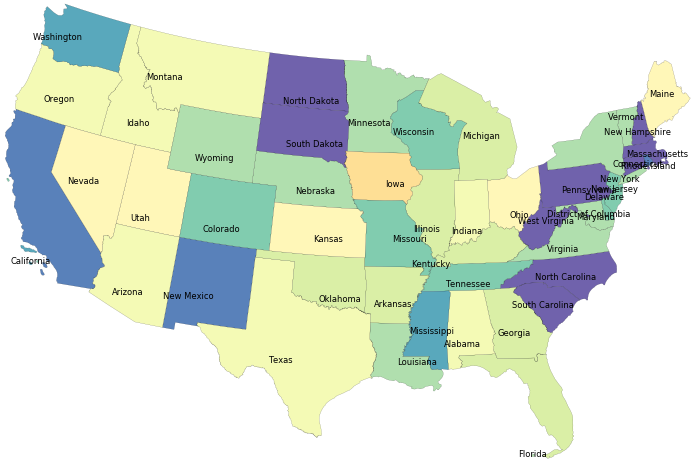 Washington
Montana
Maine
Oregon
North Dakota
Idaho
Minnesota
Vermont
New Hampshire
Wisconsin
Michigan
South Dakota
Massachusetts
Wyoming
Connecticut
Rhode Island
Nevada
Iowa
New York
Nebraska
Pennsylvania
New Jersey
Delaware
Utah
Ohio
District of Columbia
Maryland
West Virginia
Colorado
Illinois
Indiana
Kansas
Missouri
Virginia
California
Kentucky
North Carolina
Tennessee
Arizona
New Mexico
Oklahoma
Arkansas
South Carolina
Mississippi
Georgia
Alabama
Texas
Louisiana
Florida